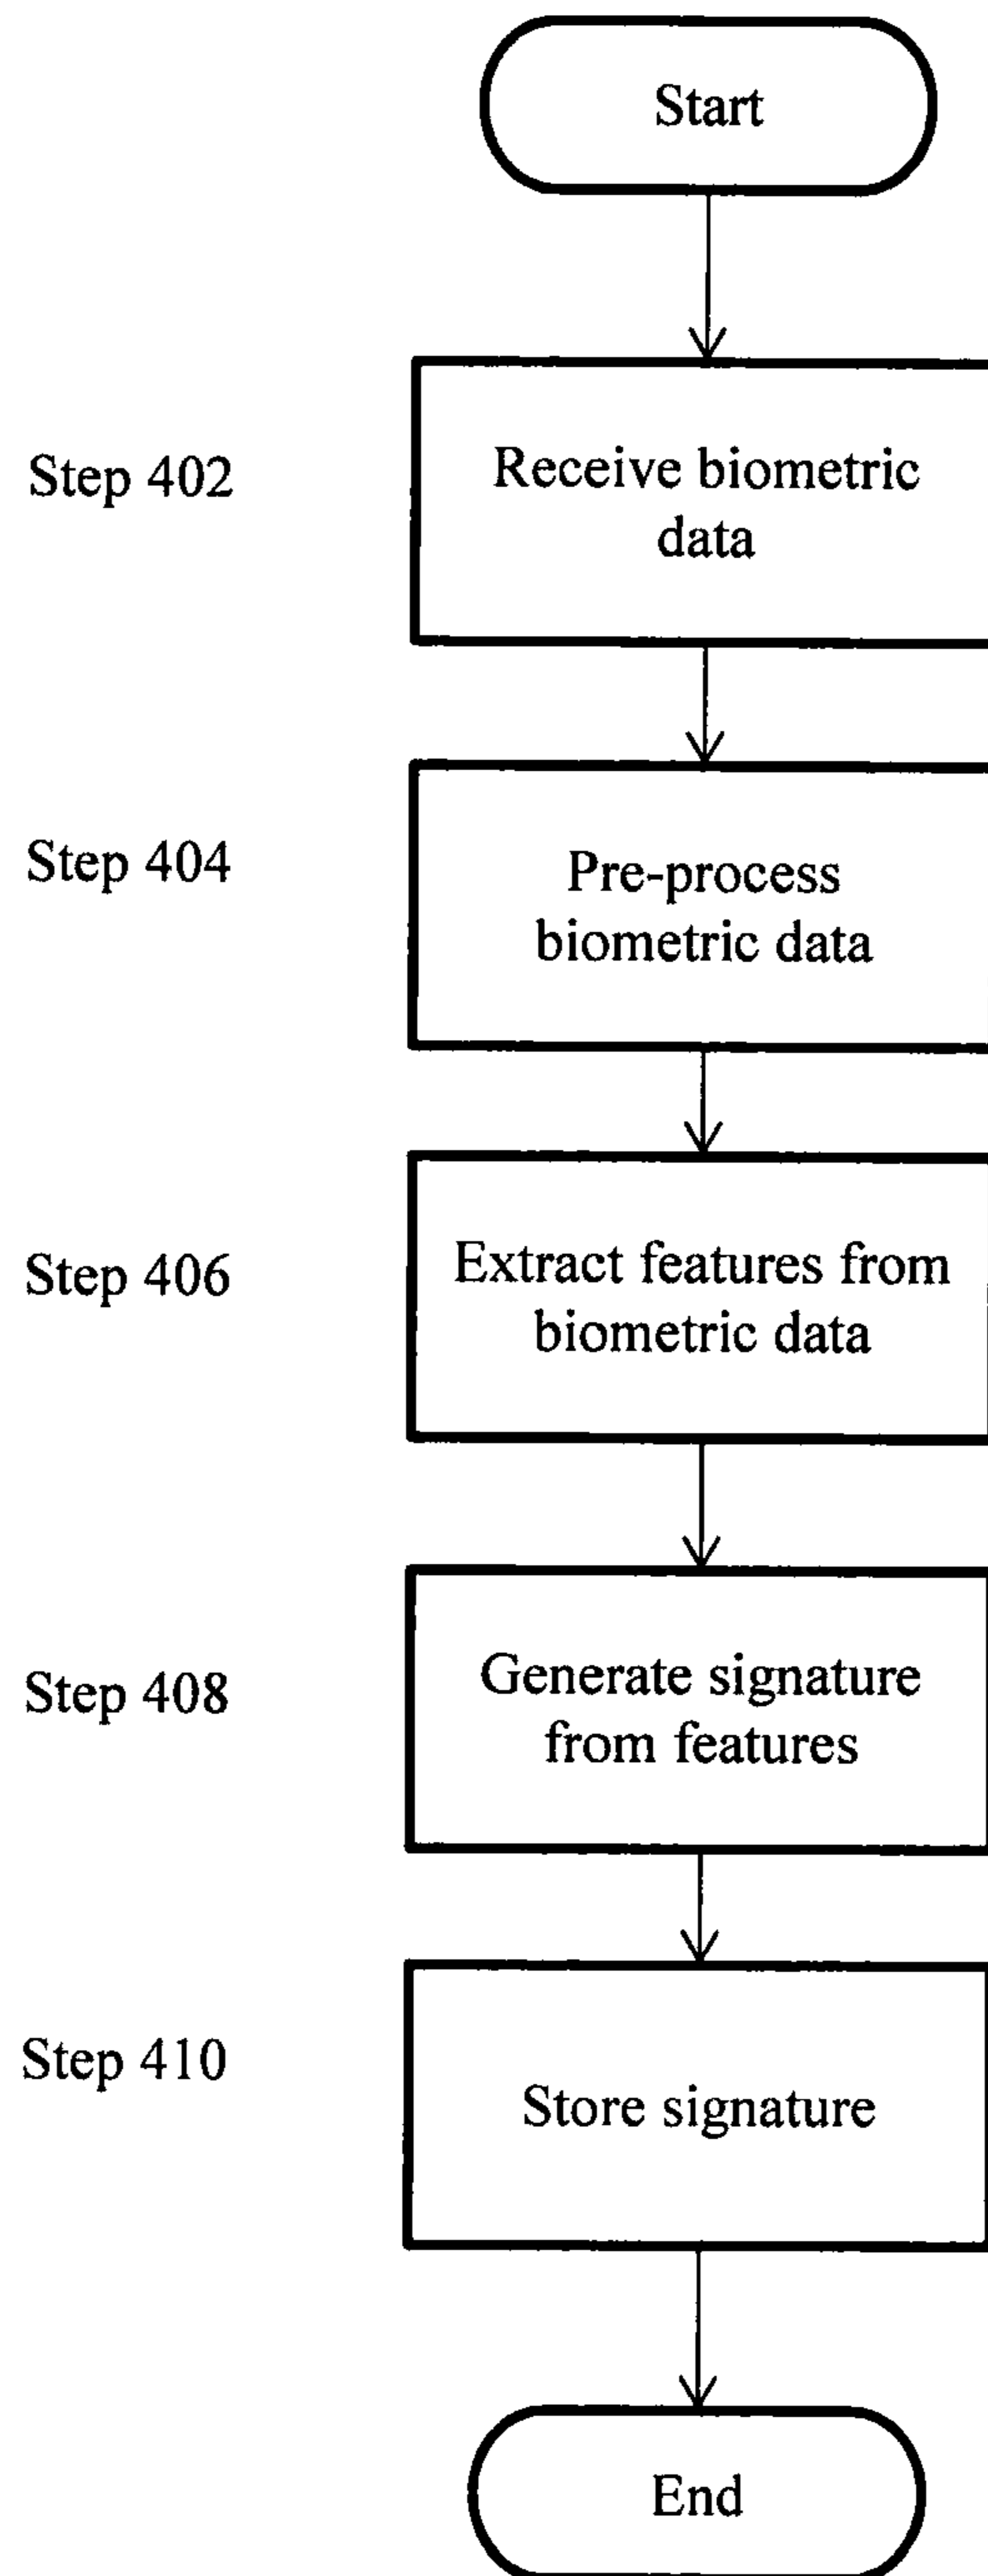 Start
Step 402
Receive biometric
data
Step 404
Pre-process
biometric data
Step 406
Extract features from
biometric data
Step 408
Generate signature
from features
Step 410
Store signature
End